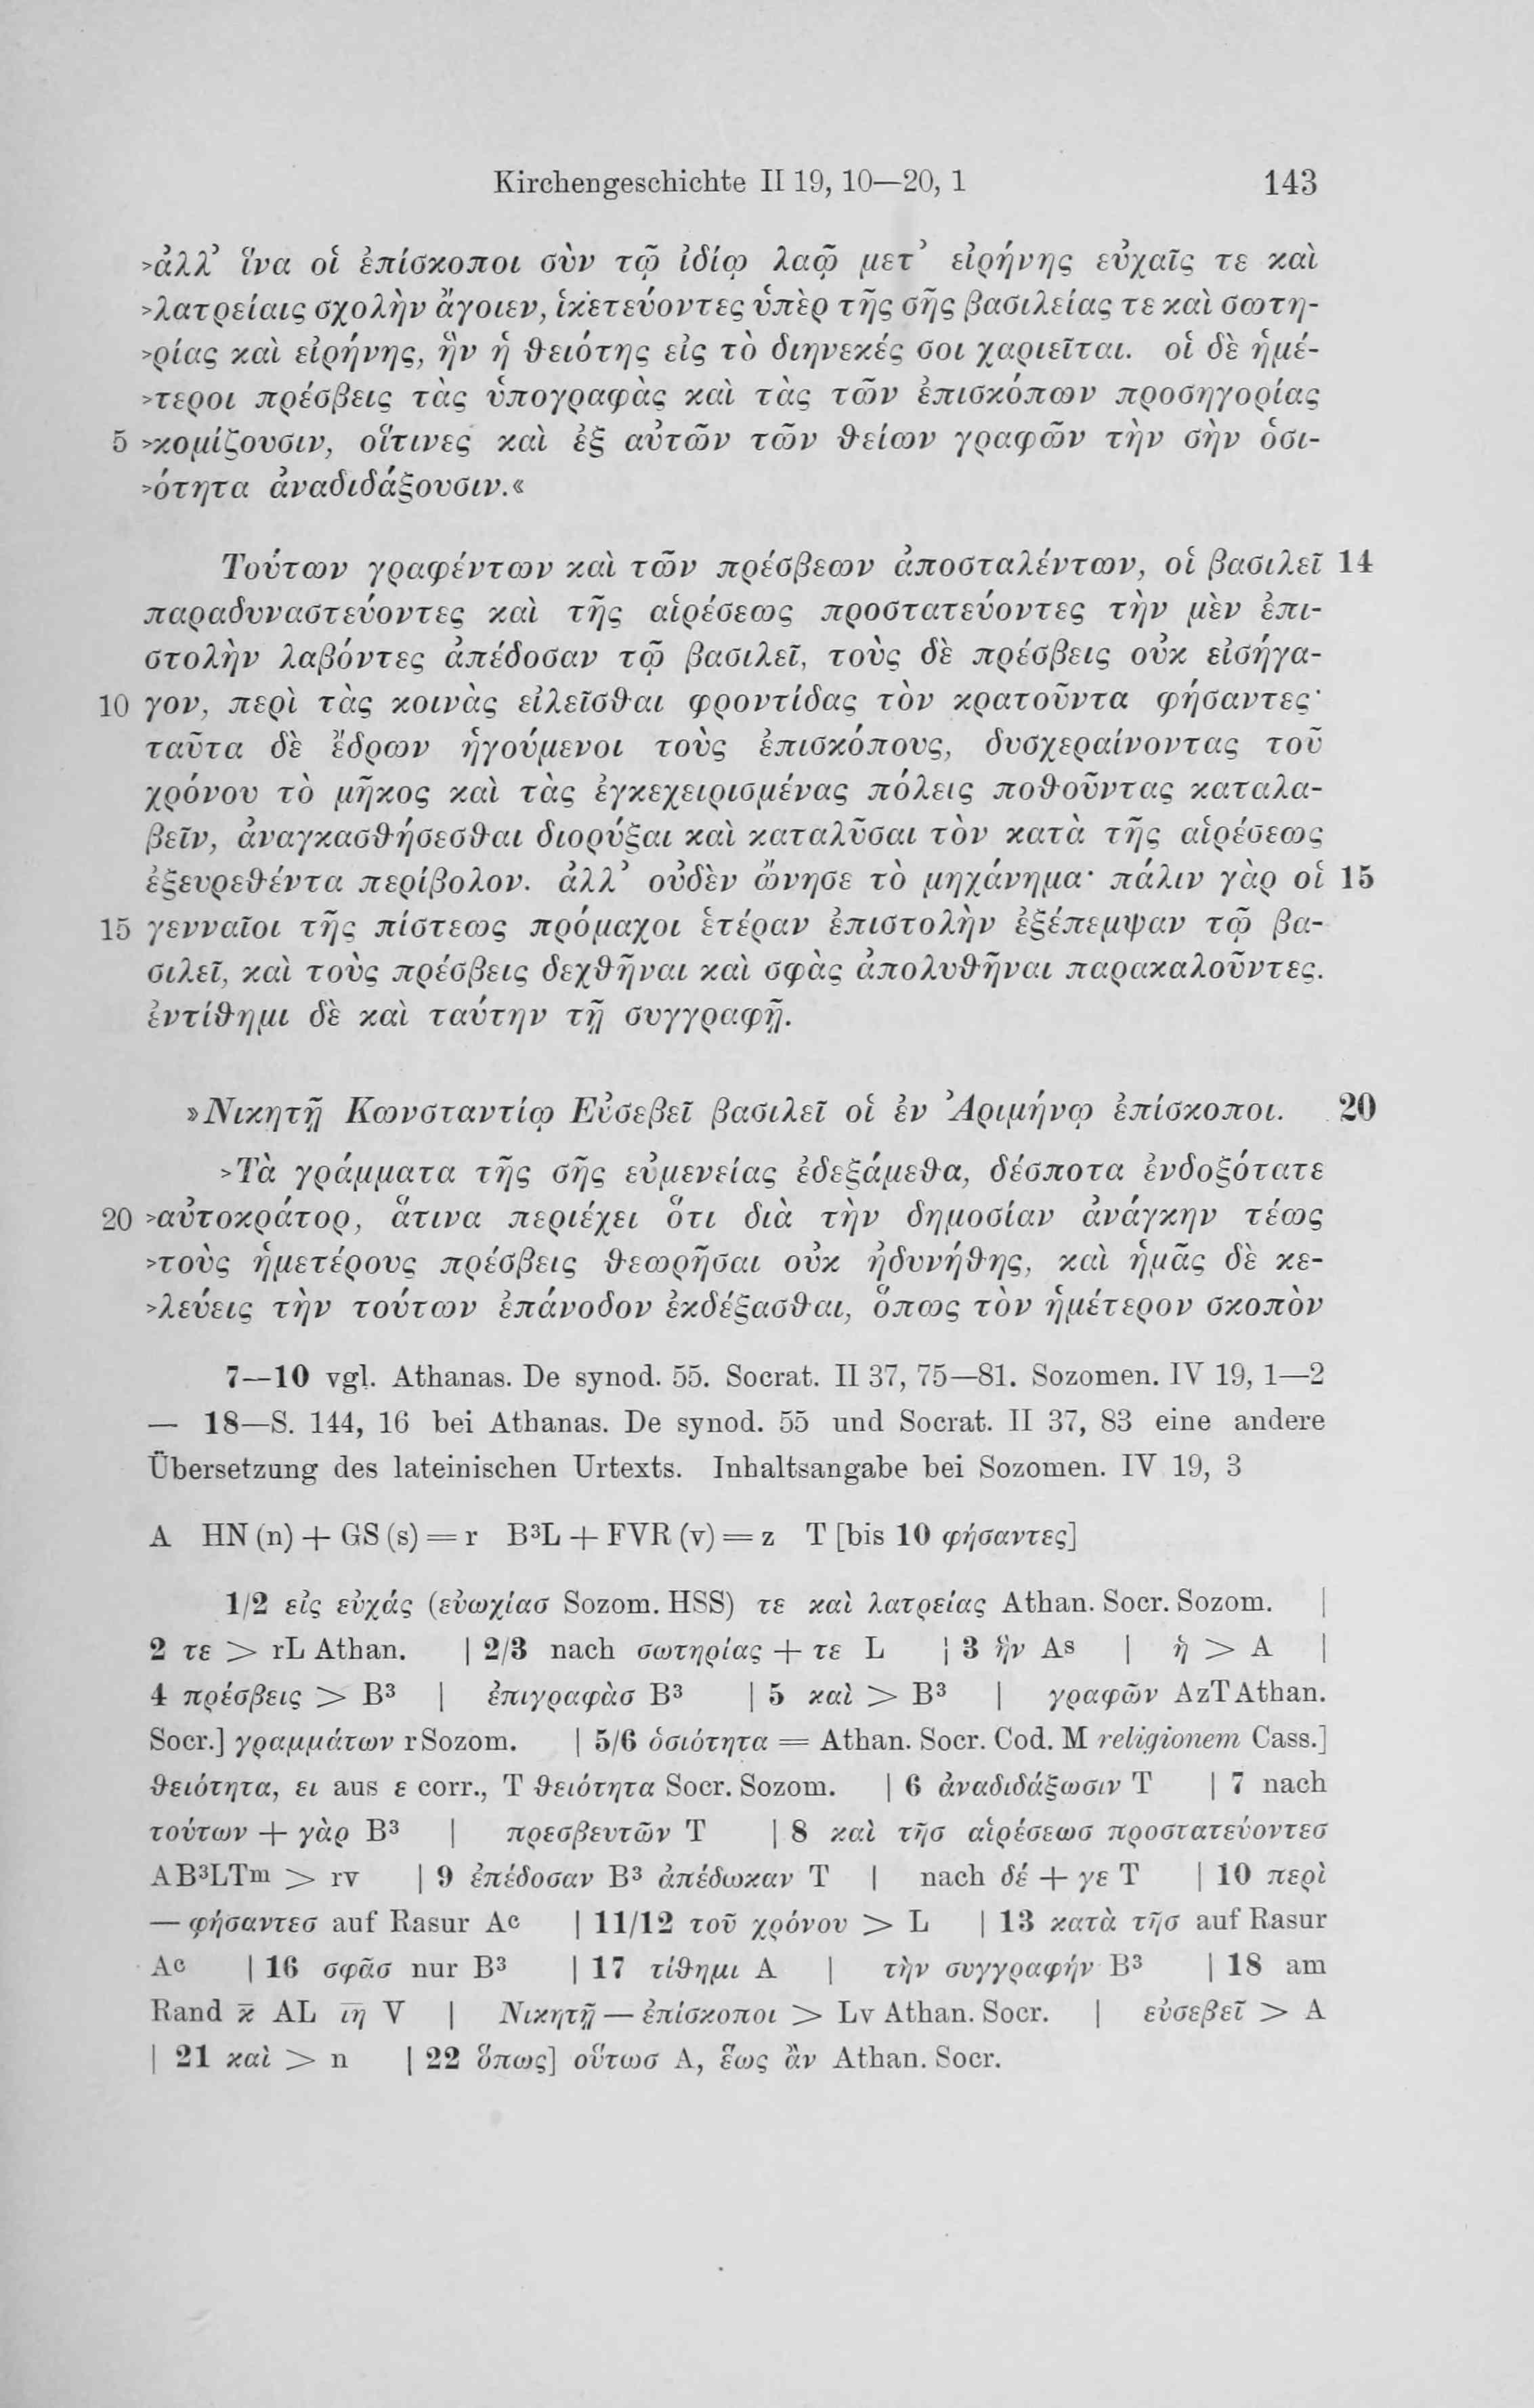 Kirchengeschichte II 19, 10—20, 1 143
>ἀλλ’ ἵνα οἱ ἐπίσκοποι σὺν τῷ ἰδίῳ λαῷ μετ’ εἰρήνης εὐχαῖς τε καὶ
>λατρείαις σχολὴν ἄγοιεν, ἱκετεύοντες ὑπὲρ τῆς σῆς βασιλείας τε καὶ σωτη-
>ρίας καὶ εἰρήνης, ἣν ἡ θειότης εἰς τὸ διηνεκές σοι χαριεῖται. οἱ δὲ ἡμέ-
>τεροι πρέσβεις τὰς ὑπογραφὰς καὶ τὰς τῶν ἐπισκόπων προσηγορίας
5 >κομίζουσιν, οἵτινες καὶ ἐξ αὐτῶν τῶν θείων γραφῶν τὴν σὴν ὁσι-
>ότητα ἀναδιδάξουσιν.«
Τούτων γραφέντων καὶ τῶν πρέσβεων ἀποσταλέντων, οἱ βασιλεῖ 14
παραδυναστεύοντες καὶ τῆς αἱρέσεως προστατεύοντες τὴν μὲν ἐπι-
στολὴν λαβόντες ἀπέδοσαν τῷ βασιλεῖ, τοὺς δὲ πρέσβεις οὐκ εἰσήγα-
10 γον, περὶ τὰς κοινὰς εἰλεῖσθαι φροντίδας τὸν κρατοῦντα φήσαντες·
ταῦτα δὲ ἔδρων ἡγούμενοι τοὺς ἐπισκόπους, δυσχεραίνοντας τοῦ
χρόνου τὸ μῆκος καὶ τὰς ἐγκεχειρισμένας πόλεις ποθοῦντας καταλα-
βεῖν, ἀναγκασθήσεσθαι διορύξαι καὶ καταλῦσαι τὸν κατὰ τῆς αἱρέσεως
ἐξευρεθέντα περίβολον. ἀλλ’ οὐδὲν ὤνησε τὸ μηχάνημα· πάλιν γὰρ οἱ 15
15 γενναῖοι τῆς πίστεως πρόμαχοι ἑτέραν ἐπιστολὴν ἐξέπεμψαν τῷ βα-
σιλεῖ, καὶ τοὺς πρέσβεις δεχθῆναι καὶ σφὰς ἀπολυθῆναι παρακαλοῦντες.
ἐντίθημι δὲ καὶ ταύτην τῇ συγγραφῇ.
»Νικητῇ Κωνσταντίῳ Εὐσεβεῖ βασιλεῖ οἱ ἐν Ἀριμήνῳ ἐπίσκοποι. 20
>Τὰ γράμματα τῆς σῆς εὐμενείας ἐδεξάμεθα, δέσποτα ἐνδοξότατε
20 >αὐτοκράτορ, ἅτινα περιέχει ὅτι διὰ τὴν δημοσίαν ἀνάγκην τέως
>τοὺς ἡμετέρους πρέσβεις θεωρῆσαι οὐκ ἠδυνήθης, καὶ ἡμᾶς δὲ κε-
>λεύεις τὴν τούτων ἐπάνοδον ἐκδέξασθαι, ὅπως τὸν ἡμέτερον σκοπὸν
7—10 vgl. Athanas. De synod. 55. Socrat. II 37, 75—81. Sozomen. IV 19, 1—2
— 18—S. 144, 16 bei Athanas. De synod. 55 und Socrat. II 37, 83 eine andere
Übersetzung des lateinischen Urtexts. Inhaltsangabe bei Sozomen. IV 19, 3
A HN (n) + GS (s) = r B³L + FVR (v) = z T [bis 10 φήσαντες]
1/2 εἰς εὐχάς (εὐωχίασ Sozom. HSS) τε καὶ λατρείας Athan. Socr. Sozom. |
2 τε > rL Athan. | 2/3 nach σωτηρίας + τε L | 3 ἣν As | ἡ > A |
4 πρέσβεις > B³ | ἐπιγραφὰσ B³ | 5 καὶ > B³ | γραφῶν AzT Athan.
Socr.] γραμμάτων r Sozom. | 5/6 ὁσιότητα = Athan. Socr. Cod. M religionem Cass.]
θειότητα, ει aus ε corr., T θειότητα Socr. Sozom. | 6 ἀναδιδάξωσιν T | 7 nach
τούτων + γὰρ B³ | πρεσβευτῶν T | 8 καὶ τῆσ αἱρέσεωσ προστατεύοντεσ
AB³LTm > rv | 9 ἐπέδοσαν B³ ἀπέδωκαν T | nach δέ + γε T | 10 περὶ
— φήσαντεσ auf Rasur Ac | 11/12 τοῦ χρόνου > L | 13 κατὰ τῆσ auf Rasur
Ac | 16 σφᾶσ nur B³ | 17 τίθημι A | τὴν συγγραφήν B³ | 18 am
Rand κ̅ AL ι̅η̅ V | Νικητῇ — ἐπίσκοποι > Lv Athan. Socr. | εὐσεβεῖ > A
| 21 καὶ > n | 22 ὅπως] οὕτωσ A, ἕως ἂν Athan. Socr.